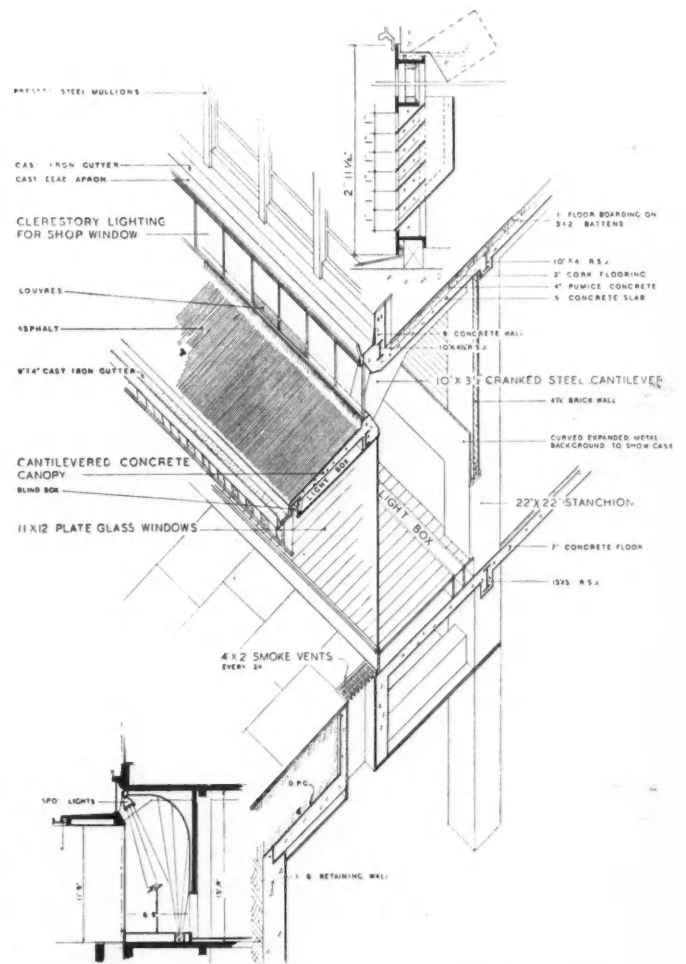 PRESSED STEEL MULLIONS
CAST IRON GUTTER
CAST LEAD APRON
CLERESTORY LIGHTING
FOR SHOP WINDOW
LOUVRES
ASPHALT
9"X4" CAST IRON GUTTER
CANTILEVERED CONCRETE
CANOPY
BLIND BOX
11 X12 PLATE GLASS WINDOWS
LIGHT BOX
LIGHT BOX
2' 11½"
1" FLOOR BOARDING ON
3X2 BATTENS
10"X4 R.S.J.
2" CORK FLOORING
4" PUMICE CONCRETE
5 CONCRETE SLAB
9 CONCRETE WALL
10"X4½" R.S.J.
10"X 3½ CRANKED STEEL CANTILEVER
4½" BRICK WALL
CURVED EXPANDED METAL
BACKGROUND TO SHOW CASE
22"X 22" STANCHION
7" CONCRETE FLOOR
R.S.J.
4'X 2 SMOKE VENTS
EVERY
D.P.C.
RETAINING WALL
SPOT LIGHTS